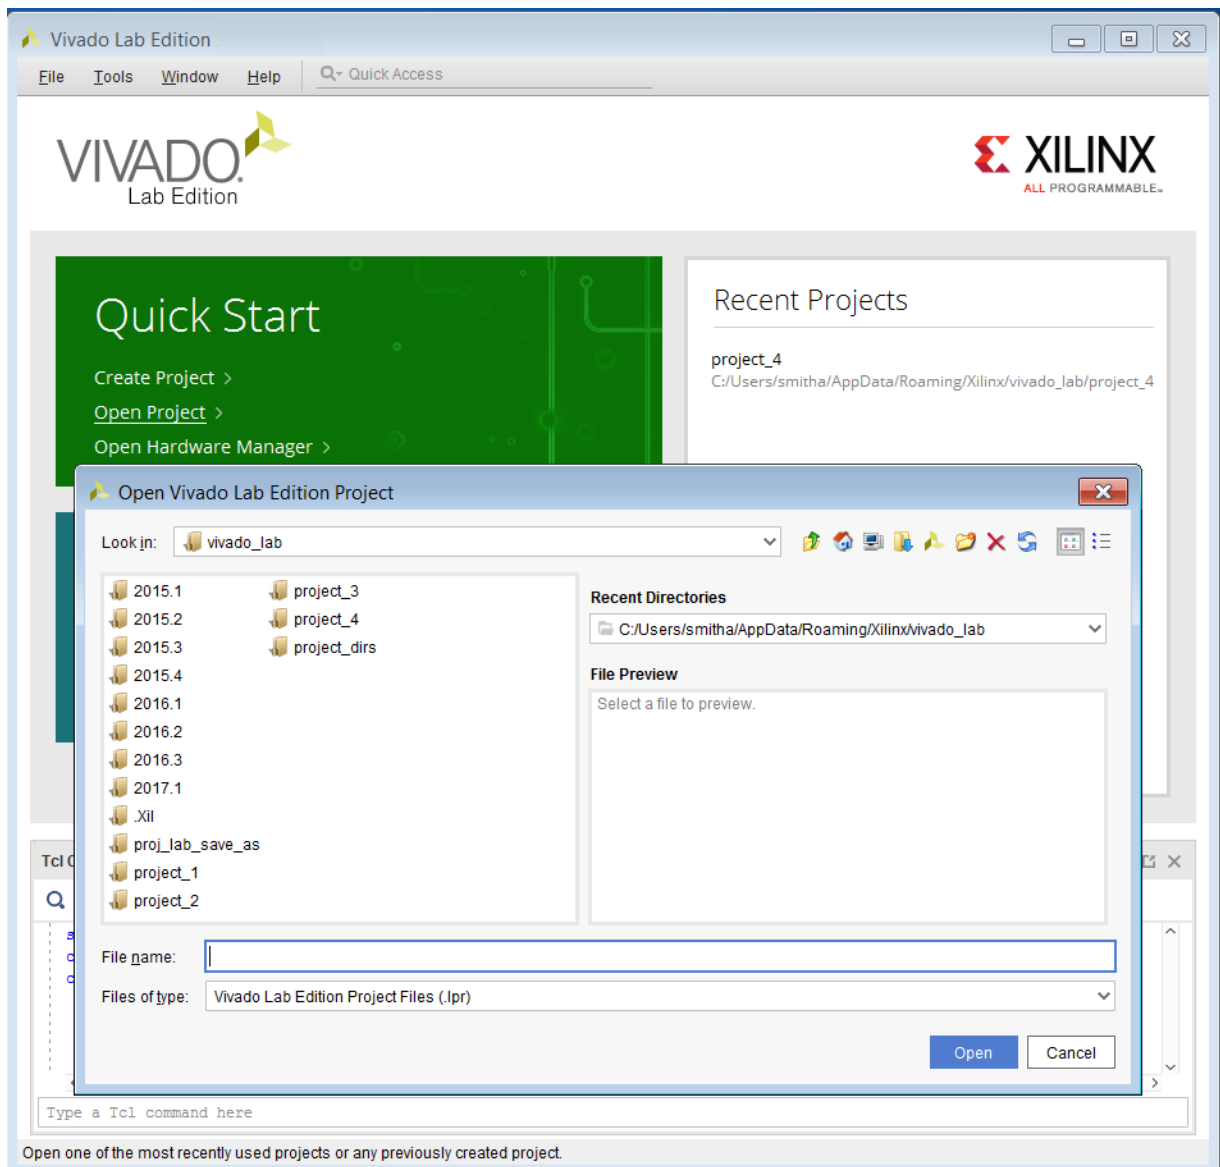 Vivado Lab Edition
File Tools Window Help Quick Access
VIVADO.
Lab Edition
XILINX
ALL PROGRAMMABLE
Quick Start
Create Project >
Open Project >
Open Hardware Manager >
Recent Projects
project_4
C:/Users/smitha/AppData/Roaming/Xilinx/vivado_lab/project_4
Open Vivado Lab Edition Project
Look in: vivado_lab
2015.1
2015.2
2015.3
2015.4
2016.1
2016.2
2016.3
2017.1
.Xil
proj_lab_save_as
project_1
project_2
project_3
project_4
project_dirs
Recent Directories
C:/Users/smitha/AppData/Roaming/Xilinx/vivado_lab
File Preview
Select a file to preview.
File name:
Files of type: Vivado Lab Edition Project Files (.lpr)
Open Cancel
Tcl
Type a Tcl command here
Open one of the most recently used projects or any previously created project.